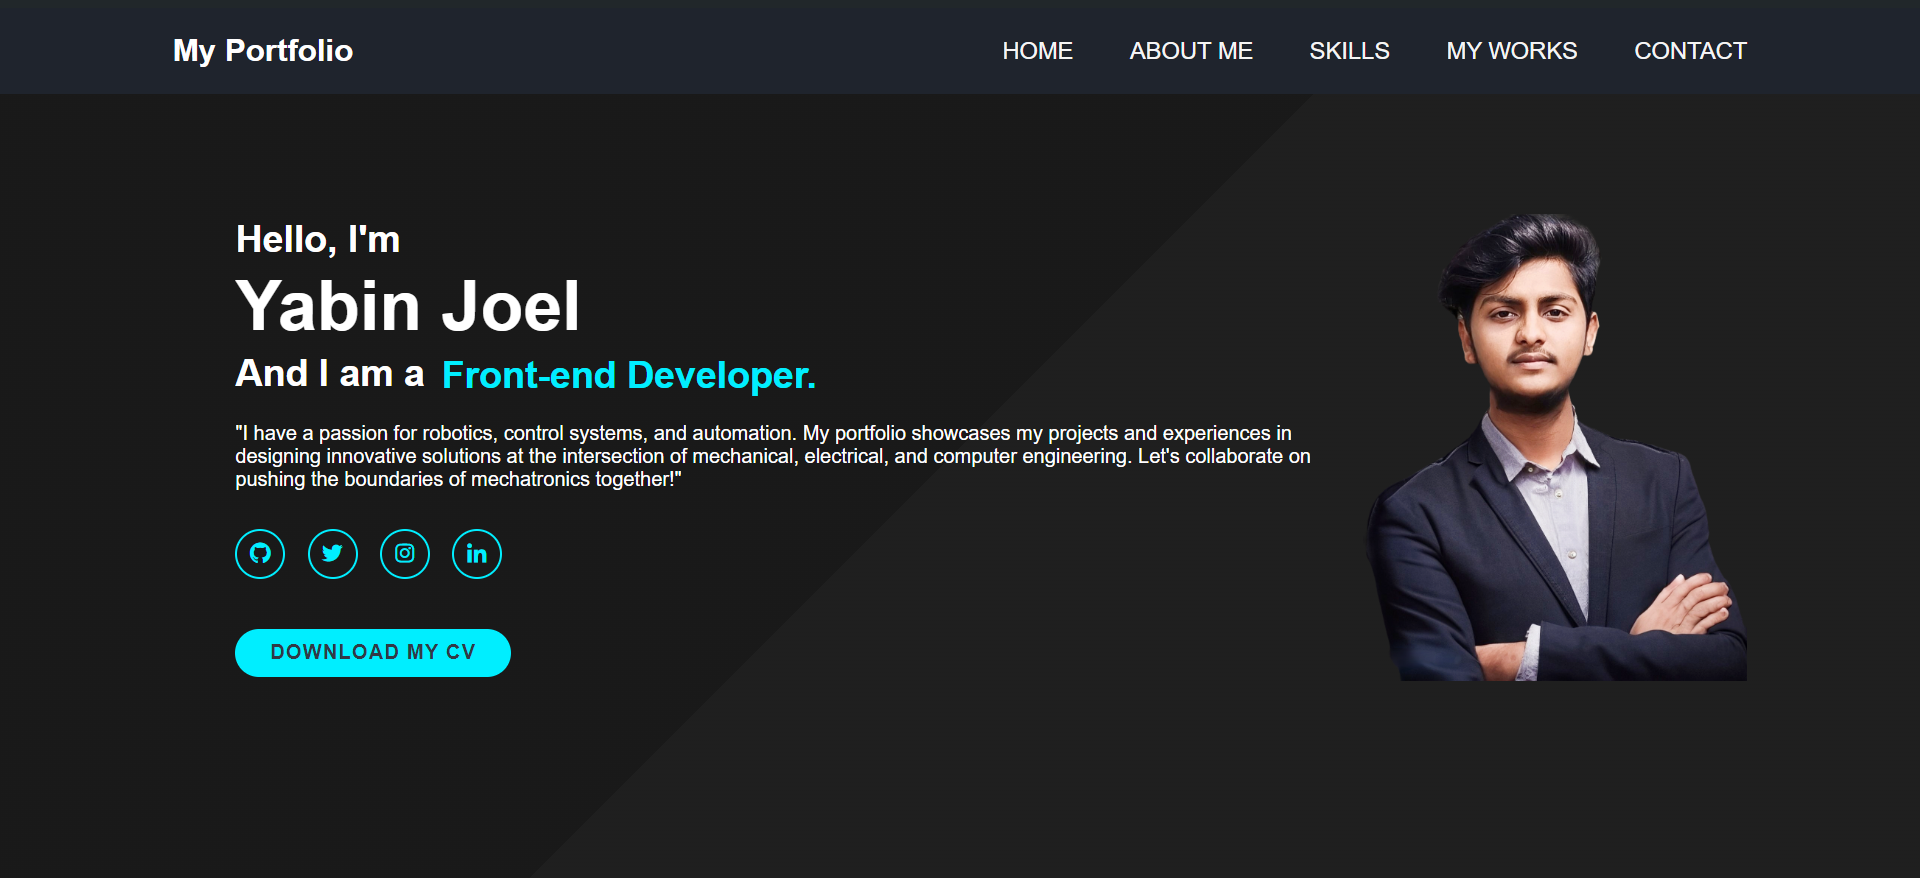 My Portfolio
HOME ABOUT ME SKILLS MY WORKS CONTACT
Hello, I'm
Yabin Joel
And I am a Front-end Developer.
"I have a passion for robotics, control systems, and automation. My portfolio showcases my projects and experiences in
designing innovative solutions at the intersection of mechanical, electrical, and computer engineering. Let's collaborate on
pushing the boundaries of mechatronics together!"
DOWNLOAD MY CV